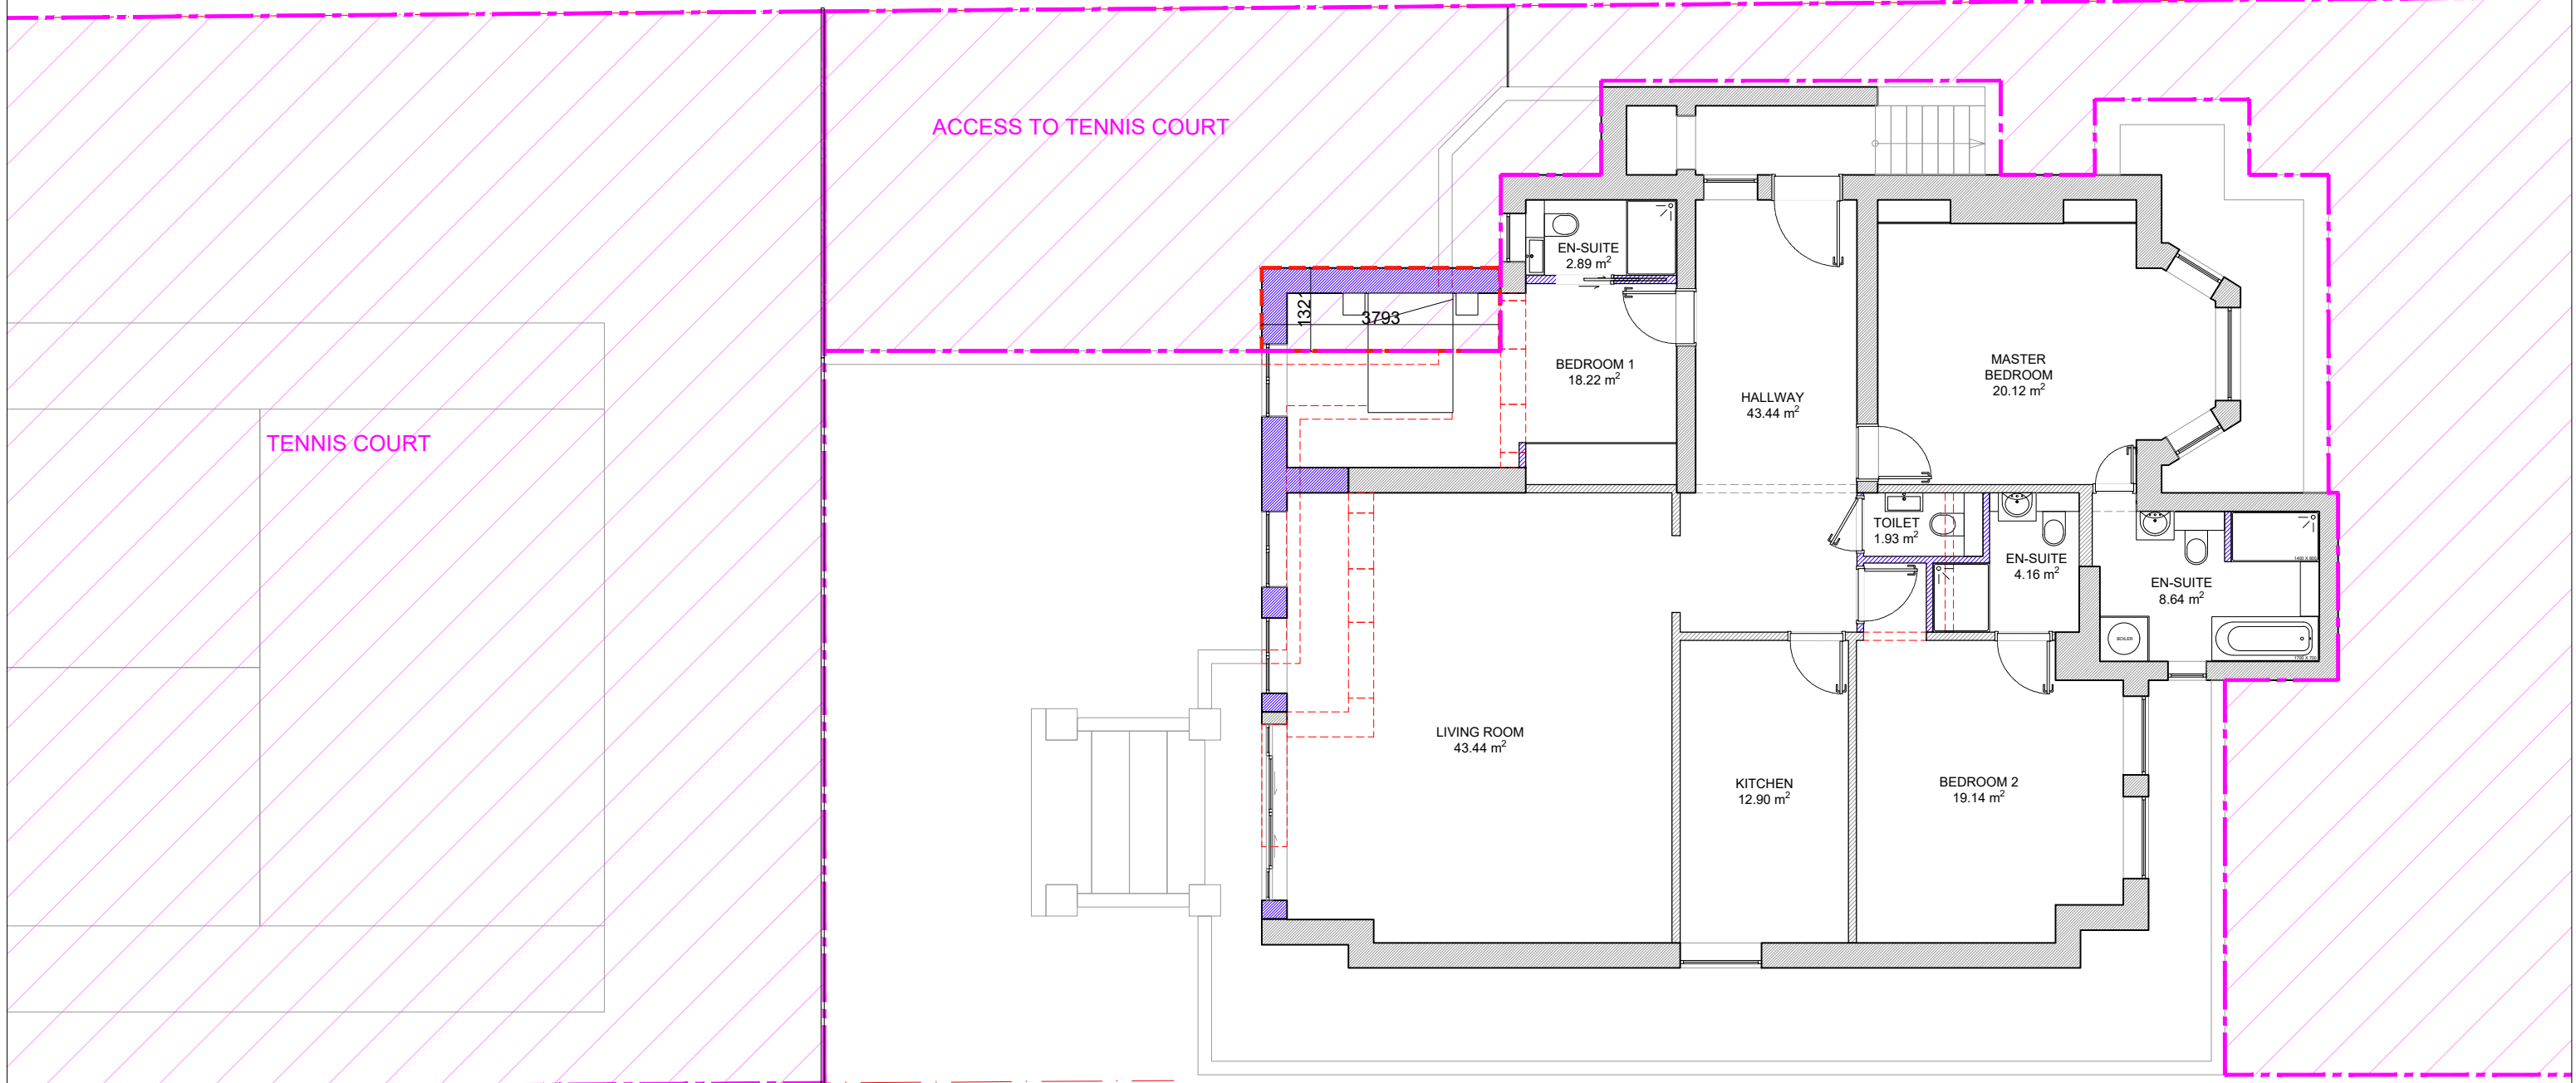 ACCESS TO TENNIS COURT
EN-SUITE
2.89 m²
1321
3793
BEDROOM 1
18.22 m²
MASTER
BEDROOM
20.12 m²
HALLWAY
43.44 m²
TENNIS COURT
TOILET
1.93 m²
EN-SUITE
4.16 m²
EN-SUITE
8.64 m²
BOILER
LIVING ROOM
43.44 m²
KITCHEN
12.90 m²
BEDROOM 2
19.14 m²